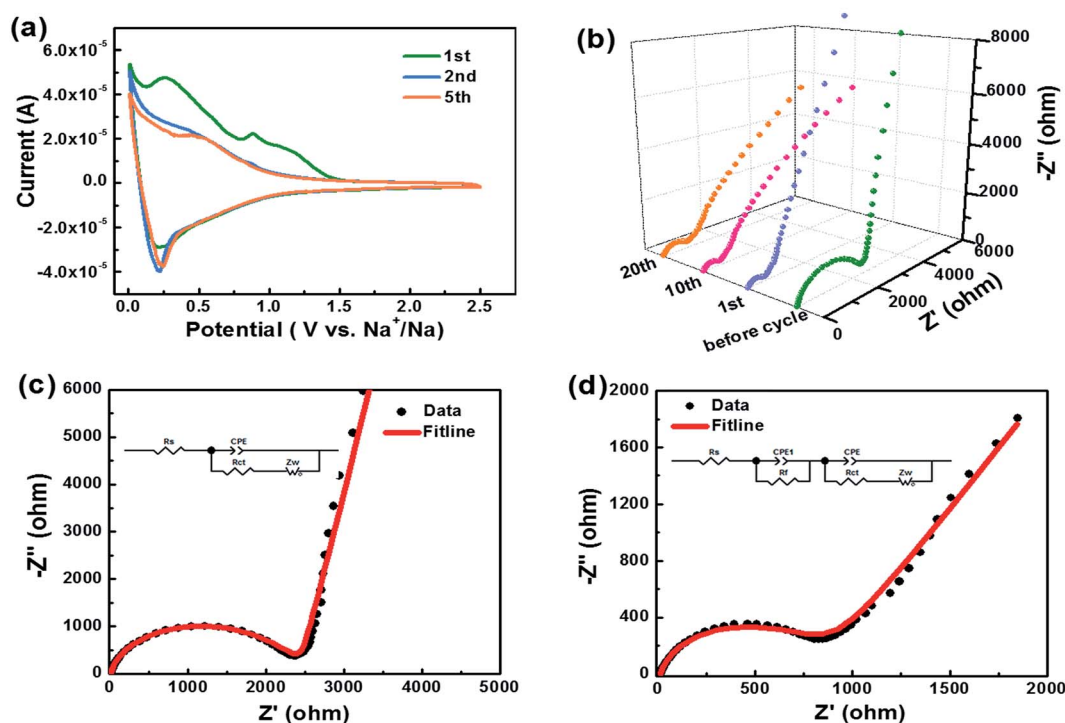 (a)
6.0x10⁻⁵
4.0x10⁻⁵
2.0x10⁻⁵
0.0
-2.0x10⁻⁵
-4.0x10⁻⁵
Current (A)
1st
2nd
5th
0.0 0.5 1.0 1.5 2.0 2.5
Potential ( V vs. Na⁺/Na)
(b)
8000
6000
4000
2000
0
-Z'' (ohm)
20th
10th
1st
before cycle
0 2000 4000 6000
Z' (ohm)
(c)
6000
5000
4000
3000
2000
1000
0
-Z'' (ohm)
Data
Fitline
Rs CPE
Rct Zw
0 1000 2000 3000 4000 5000
Z' (ohm)
(d)
2000
1600
1200
800
400
0
-Z'' (ohm)
Data
Fitline
Rs CPE1 CPE
Rf Rct Zw
0 500 1000 1500 2000
Z' (ohm)